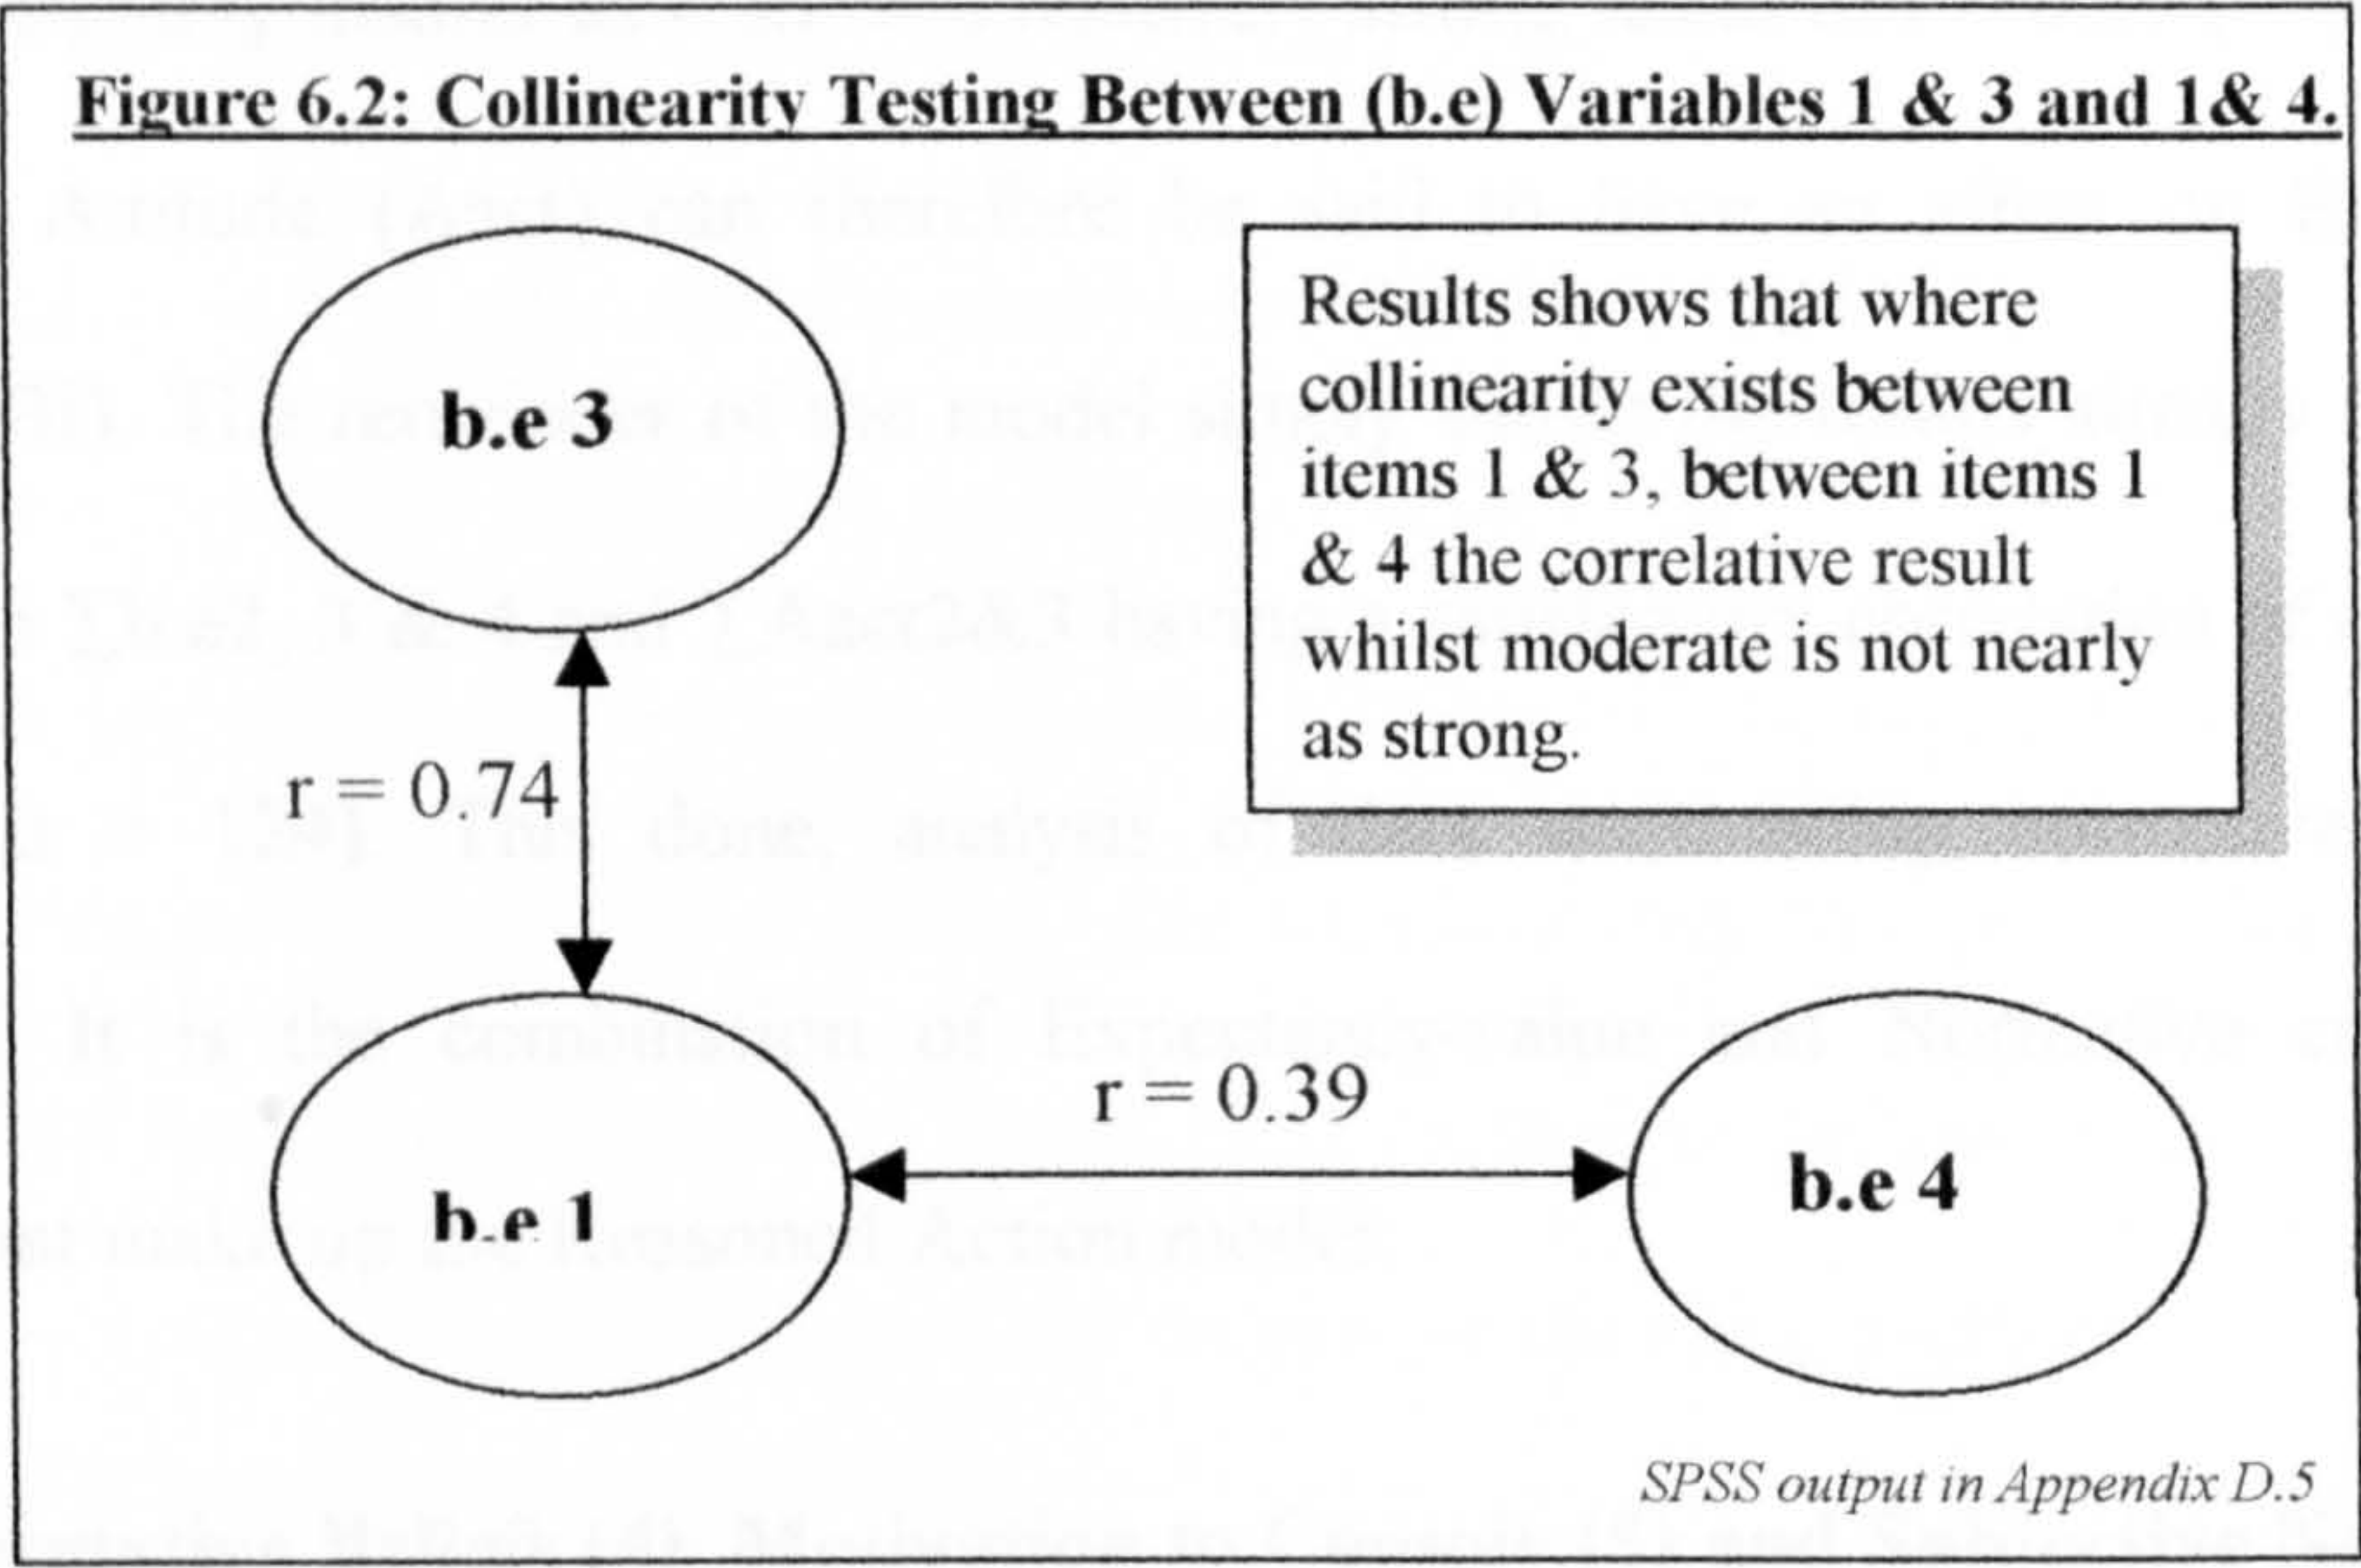 Figure 6.2: Collinearity Testing Between (b.e) Variables 1 & 3 and 1& 4.
Results shows that where
collinearity exists between
items 1 & 3, between items 1
& 4 the correlative result
whilst moderate is not nearly
as strong.
b.e 3
r = 0.74
r = 0.39
b.e 1
b.e 4
SPSS output in Appendix D.5